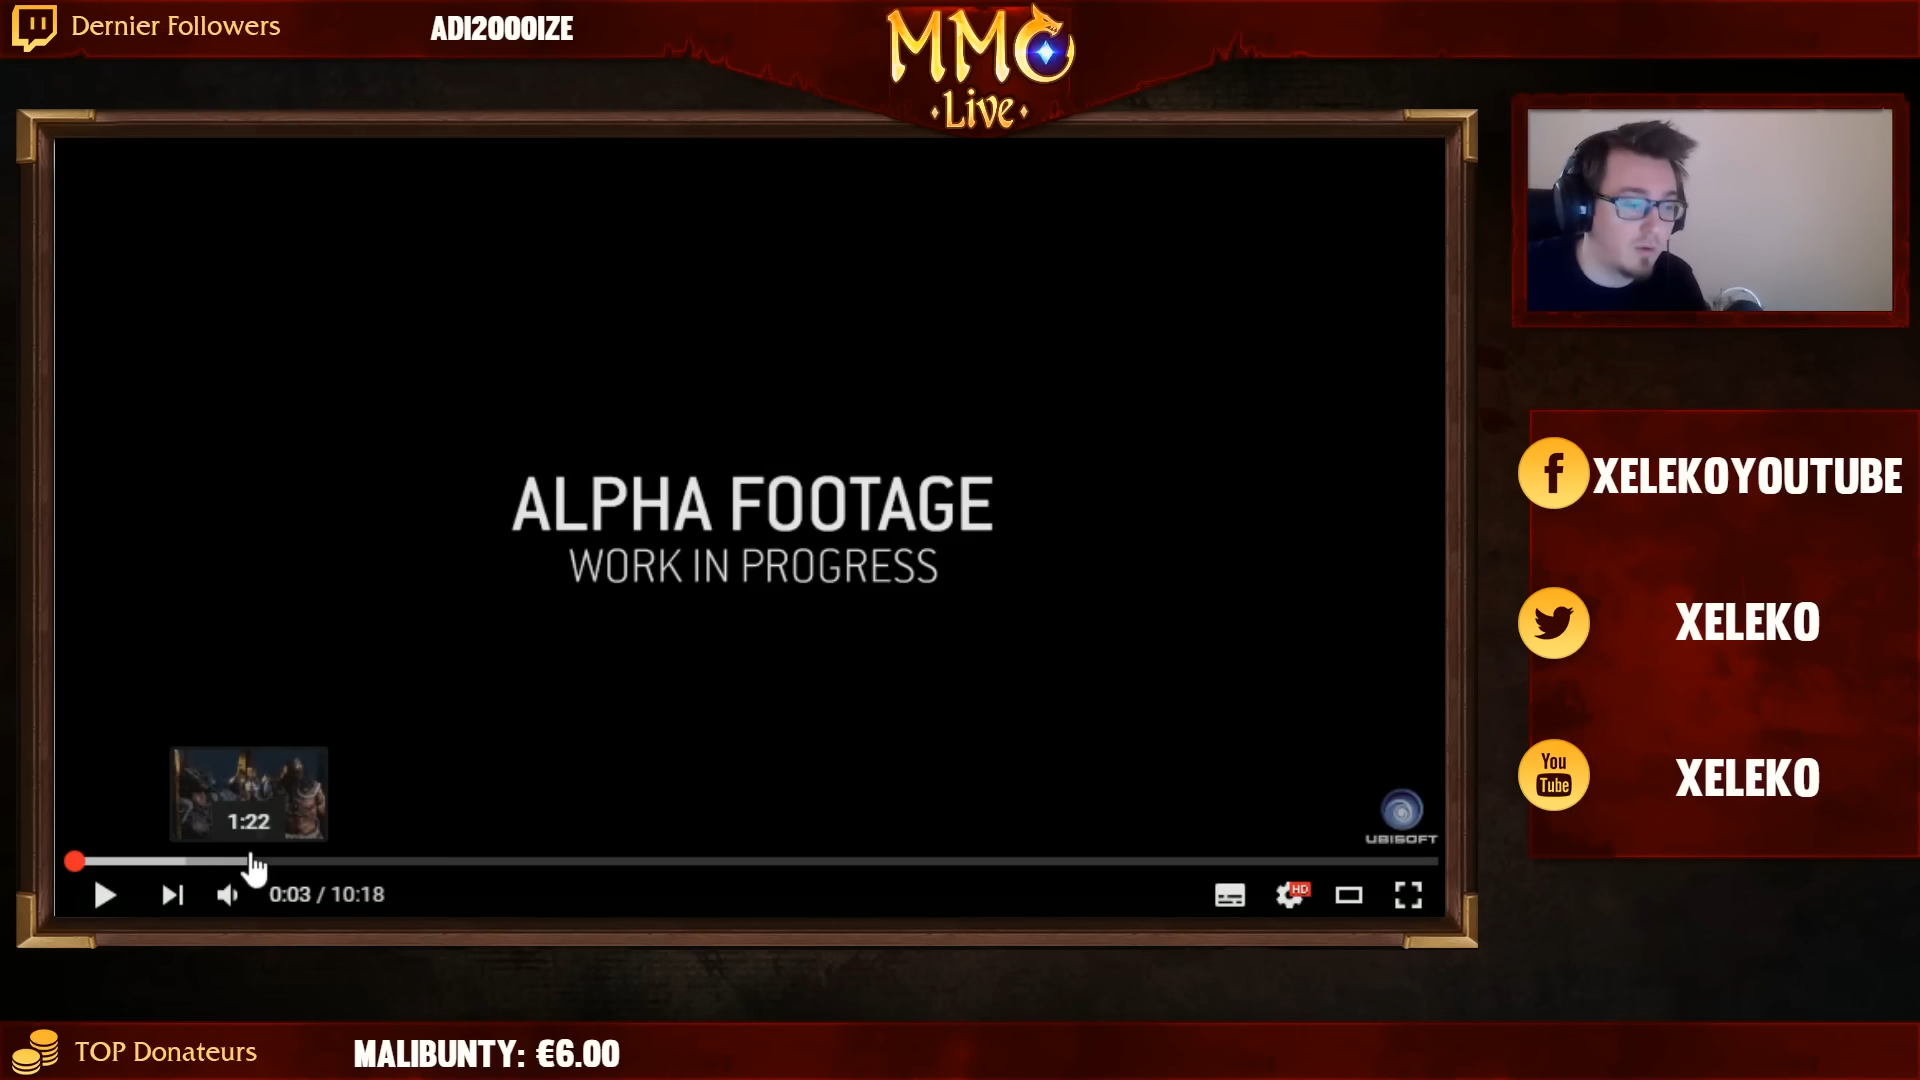 Dernier Followers
ADI2000IZE
MMO
Live
ALPHA FOOTAGE
WORK IN PROGRESS
1:22
UBISOFT
0:03 / 10:18
HD
f
XELEKOYOUTUBE
XELEKO
You
Tube
XELEKO
TOP Donateurs
MALIBUNTY: €6.00